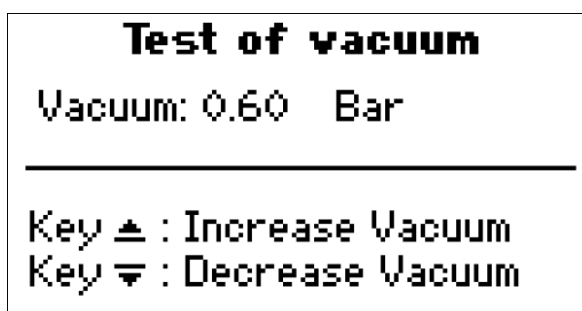 Test of vacuum
Vacuum: 0.60 Bar
Key ▲ : Increase Vacuum
Key ▼ : Decrease Vacuum